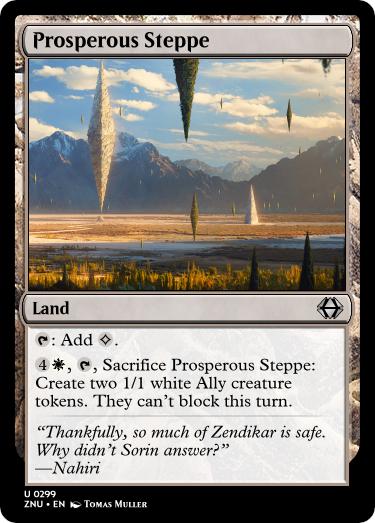 Prosperous Steppe
Land
: Add .
4, , Sacrifice Prosperous Steppe:
Create two 1/1 white Ally creature
tokens. They can't block this turn.
“Thankfully, so much of Zendikar is safe.
Why didn't Sorin answer?”
—Nahiri
U 0299
ZNU • EN Tomas Muller